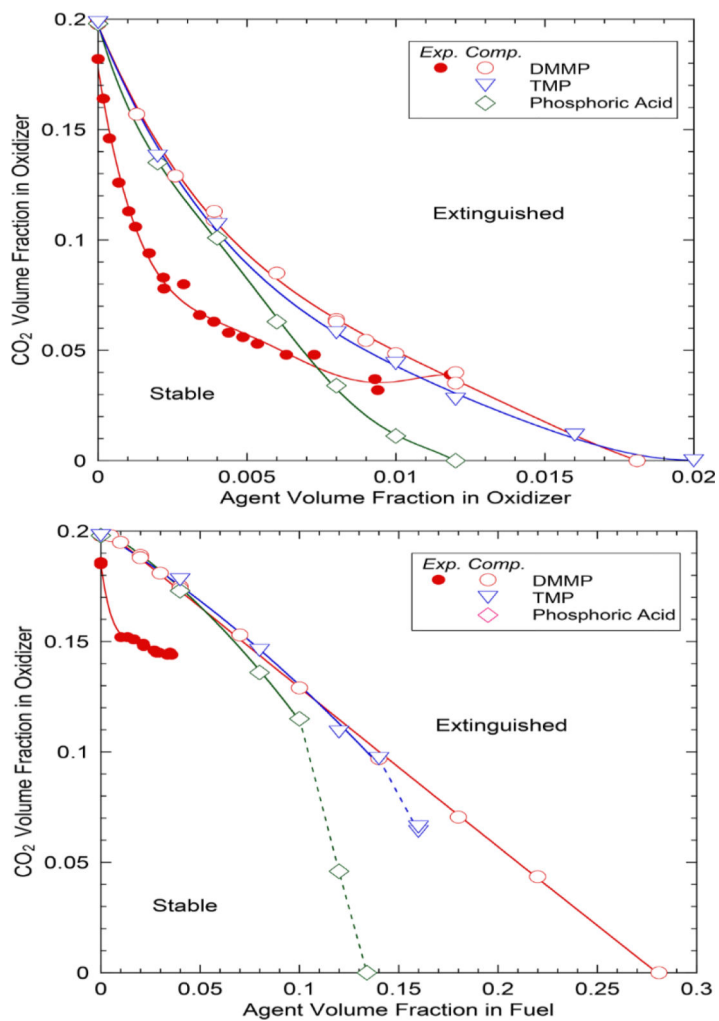 0.2
0.15
0.1
0.05
0
CO2 Volume Fraction in Oxidizer
Exp. Comp.
DMMP
TMP
Phosphoric Acid
Extinguished
Stable
0 0.005 0.01 0.015 0.02
Agent Volume Fraction in Oxidizer
0.2
0.15
0.1
0.05
0
CO2 Volume Fraction in Oxidizer
Exp. Comp.
DMMP
TMP
Phosphoric Acid
Extinguished
Stable
0 0.05 0.1 0.15 0.2 0.25 0.3
Agent Volume Fraction in Fuel